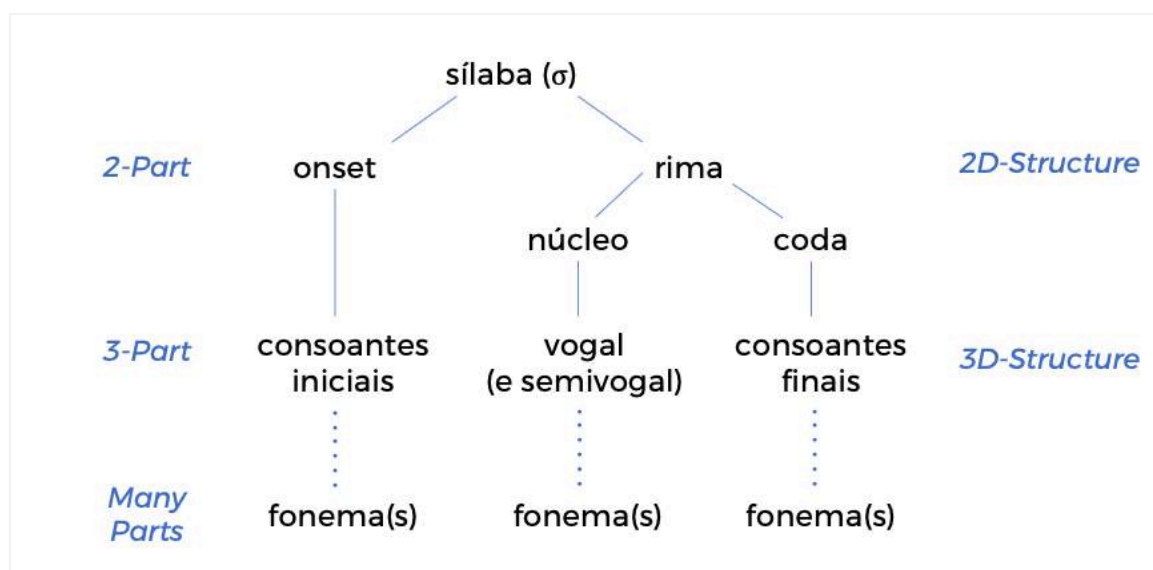 sílaba (σ)
2-Part onset rima 2D-Structure
núcleo coda
3-Part consoantes iniciais vogal (e semivogal) consoantes finais 3D-Structure
Many Parts fonema(s) fonema(s) fonema(s)